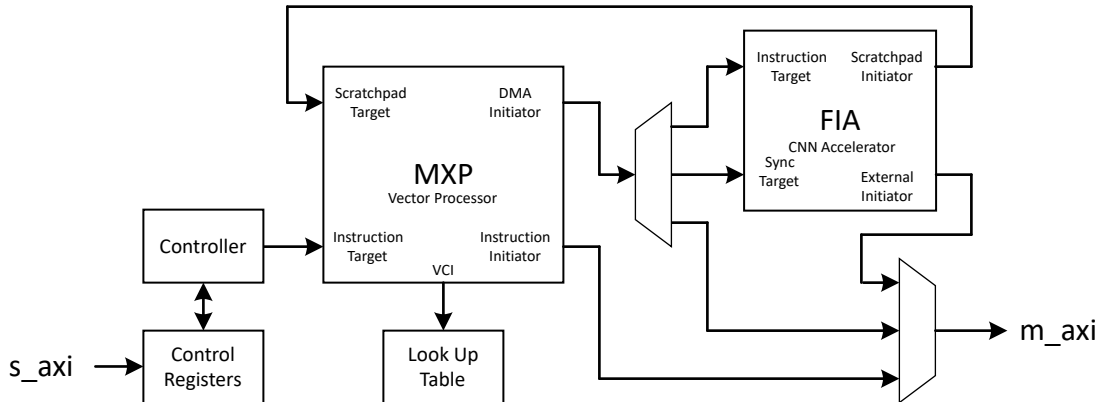 Scratchpad
Target
DMA
Initiator
MXP
Vector Processor
Instruction
Target
Instruction
Initiator
VCI
Instruction
Target
Scratchpad
Initiator
FIA
CNN Accelerator
Sync
Target
External
Initiator
Controller
s_axi
Control
Registers
Look Up
Table
m_axi